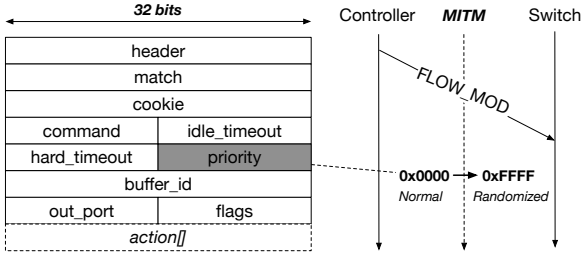 32 bits
header
match
cookie
command idle_timeout
hard_timeout priority
buffer_id
out_port flags
action[]
Controller MITM Switch
FLOW_MOD
0x0000 0xFFFF
Normal Randomized